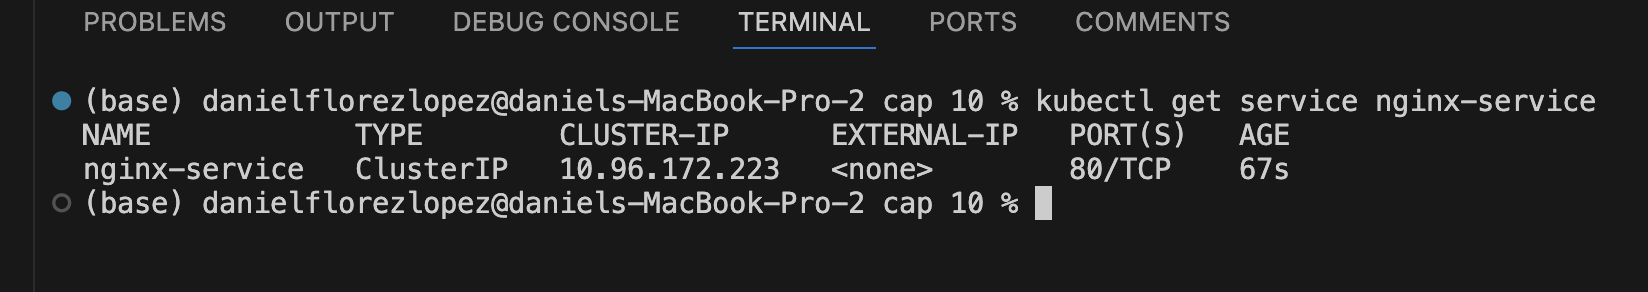 PROBLEMS OUTPUT DEBUG CONSOLE TERMINAL PORTS COMMENTS
(base) danielflorezlopez@daniels-MacBook-Pro-2 cap 10 % kubectl get service nginx-service
NAME TYPE CLUSTER-IP EXTERNAL-IP PORT(S) AGE
nginx-service ClusterIP 10.96.172.223 <none> 80/TCP 67s
(base) danielflorezlopez@daniels-MacBook-Pro-2 cap 10 %